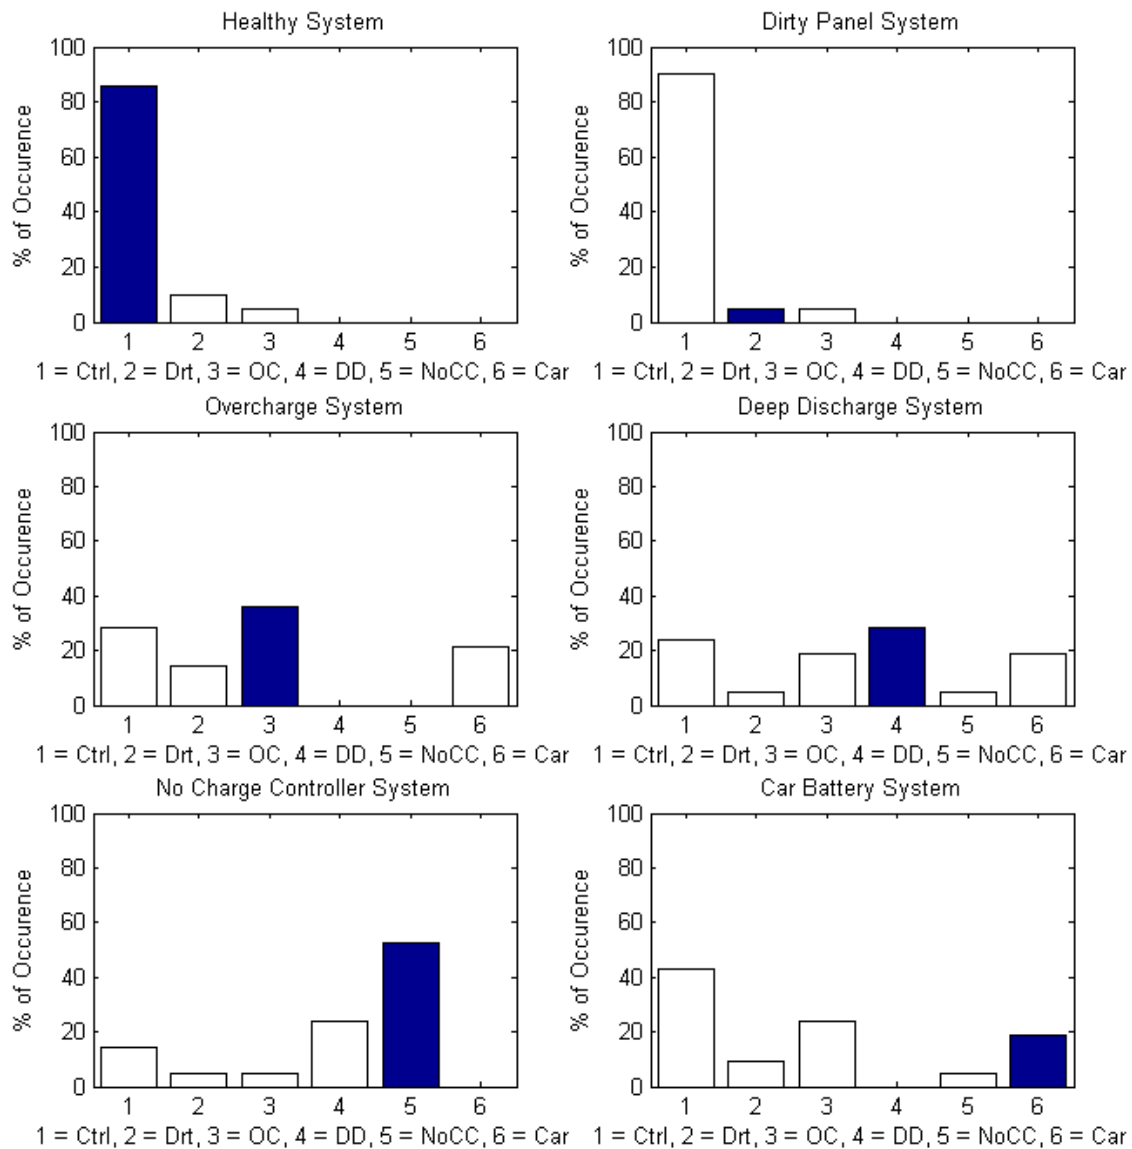 Healthy System
100
80
60
40
20
0
% of Occurence
1 2 3 4 5 6
1 = Ctrl, 2 = Drt, 3 = OC, 4 = DD, 5 = NoCC, 6 = Car
Dirty Panel System
100
80
60
40
20
0
% of Occurence
1 2 3 4 5 6
1 = Ctrl, 2 = Drt, 3 = OC, 4 = DD, 5 = NoCC, 6 = Car
Overcharge System
100
80
60
40
20
0
% of Occurence
1 2 3 4 5 6
1 = Ctrl, 2 = Drt, 3 = OC, 4 = DD, 5 = NoCC, 6 = Car
Deep Discharge System
100
80
60
40
20
0
% of Occurence
1 2 3 4 5 6
1 = Ctrl, 2 = Drt, 3 = OC, 4 = DD, 5 = NoCC, 6 = Car
No Charge Controller System
100
80
60
40
20
0
% of Occurence
1 2 3 4 5 6
1 = Ctrl, 2 = Drt, 3 = OC, 4 = DD, 5 = NoCC, 6 = Car
Car Battery System
100
80
60
40
20
0
% of Occurence
1 2 3 4 5 6
1 = Ctrl, 2 = Drt, 3 = OC, 4 = DD, 5 = NoCC, 6 = Car